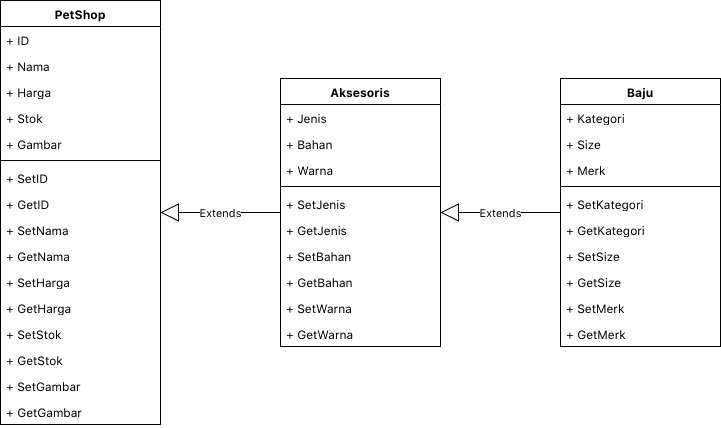 PetShop
+ ID
+ Nama
+ Harga
+ Stok
+ Gambar
+ SetID
+ GetID
+ SetNama
+ GetNama
+ SetHarga
+ GetHarga
+ SetStok
+ GetStok
+ SetGambar
+ GetGambar
Extends
Aksesoris
+ Jenis
+ Bahan
+ Warna
+ SetJenis
+ GetJenis
+ SetBahan
+ GetBahan
+ SetWarna
+ GetWarna
Extends
Baju
+ Kategori
+ Size
+ Merk
+ SetKategori
+ GetKategori
+ SetSize
+ GetSize
+ SetMerk
+ GetMerk